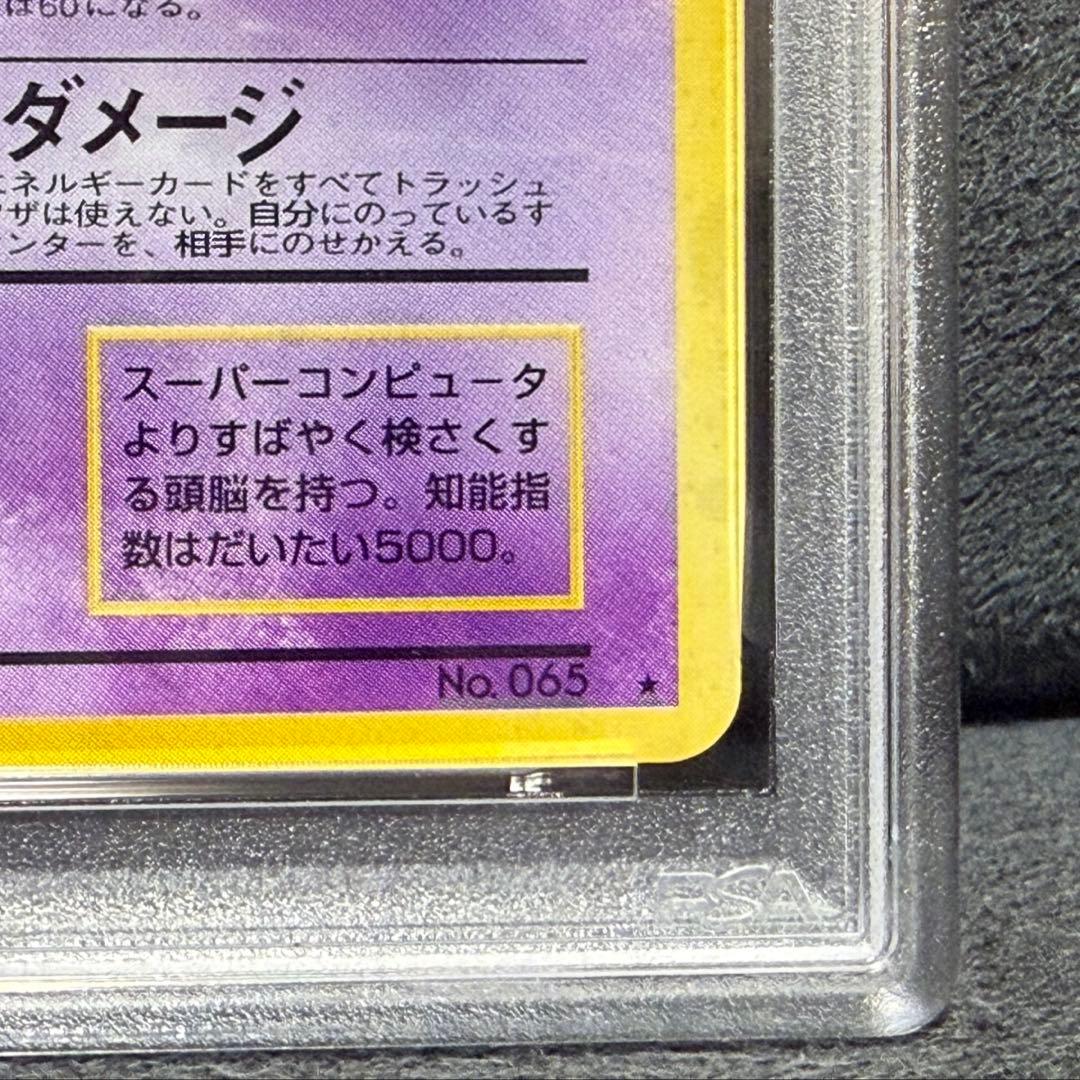 は60になる。
ダメージ
エネルギーカードをすべてトラッシュ
ワザは使えない。自分にのっているす
ンターを、相手にのせかえる。
スーパーコンピュータ
よりすばやく検さくす
る頭脳を持つ。知能指
数はだいたい5000。
No. 065 ★
PSA